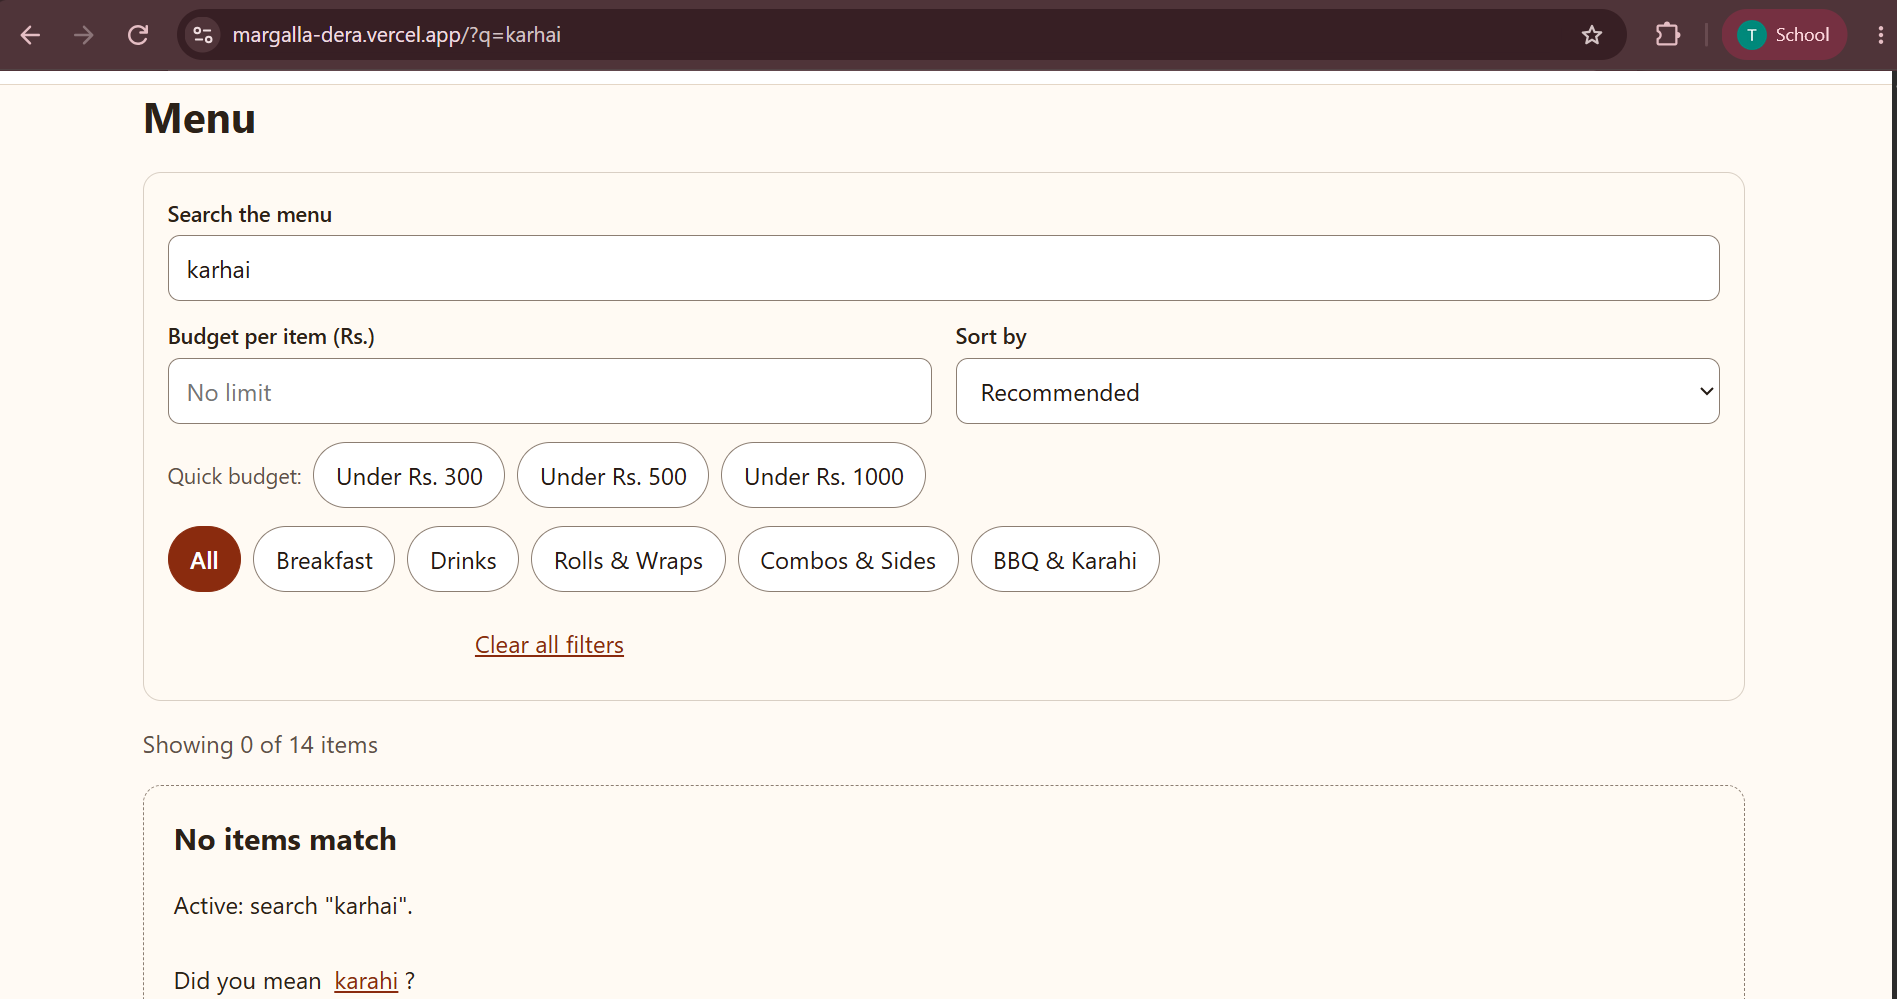 margalla-dera.vercel.app/?q=karhai
T School
Menu
Search the menu
karhai
Budget per item (Rs.) Sort by
No limit Recommended
Quick budget: Under Rs. 300 Under Rs. 500 Under Rs. 1000
All Breakfast Drinks Rolls & Wraps Combos & Sides BBQ & Karahi
Clear all filters
Showing 0 of 14 items
No items match
Active: search "karhai".
Did you mean karahi ?